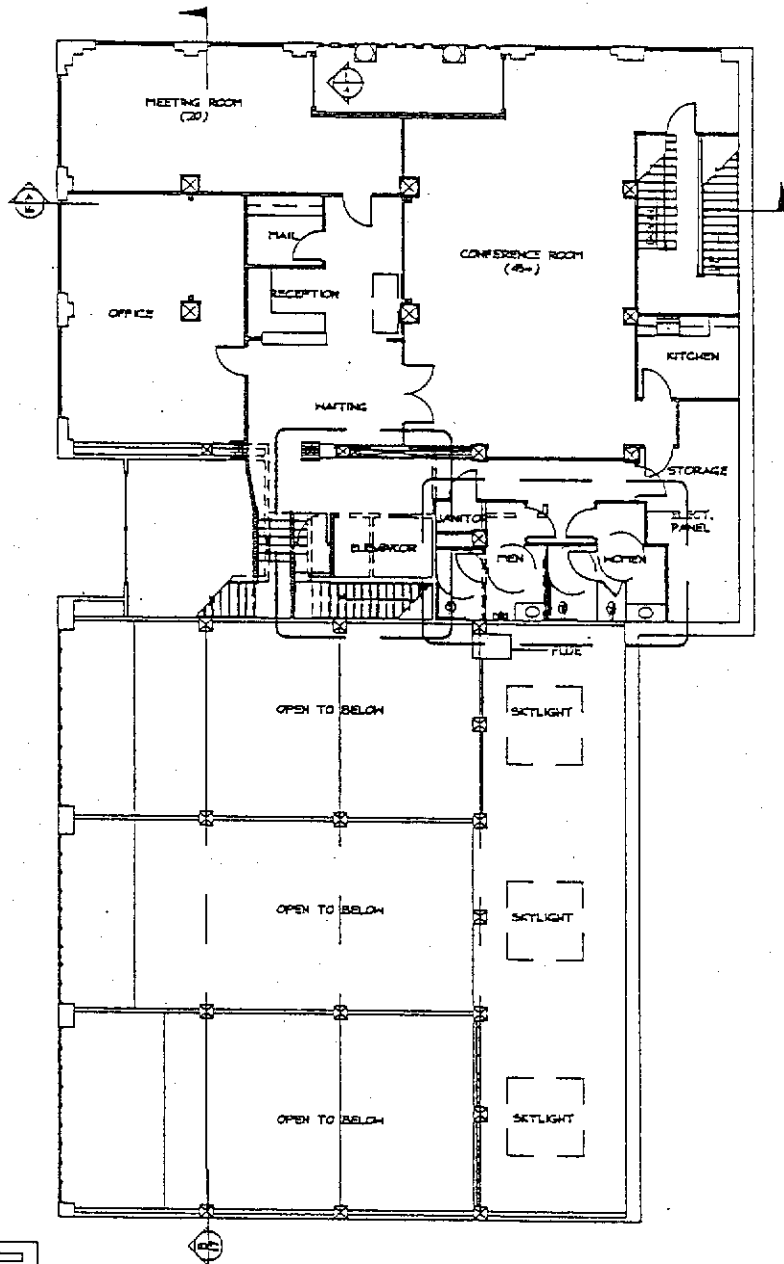 MEETING ROOM
(20)
MAIL
CONFERENCE ROOM
RECEPTION
OFFICE
KITCHEN
WAITING
STORAGE
JANITOR
ELECT.
PANEL
ELEVATOR
MEN
WOMEN
FLUE
OPEN TO BELOW
SKYLIGHT
OPEN TO BELOW
SKYLIGHT
OPEN TO BELOW
SKYLIGHT